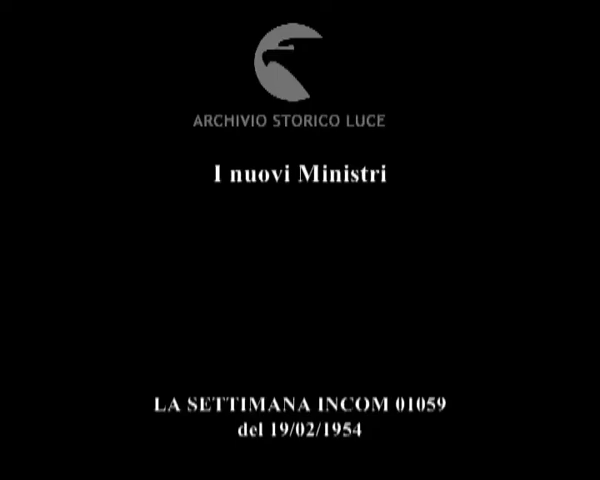 ARCHIVIO STORICO LUCE
I nuovi Ministri
LA SETTIMANA INCOM 01059
del 19/02/1954